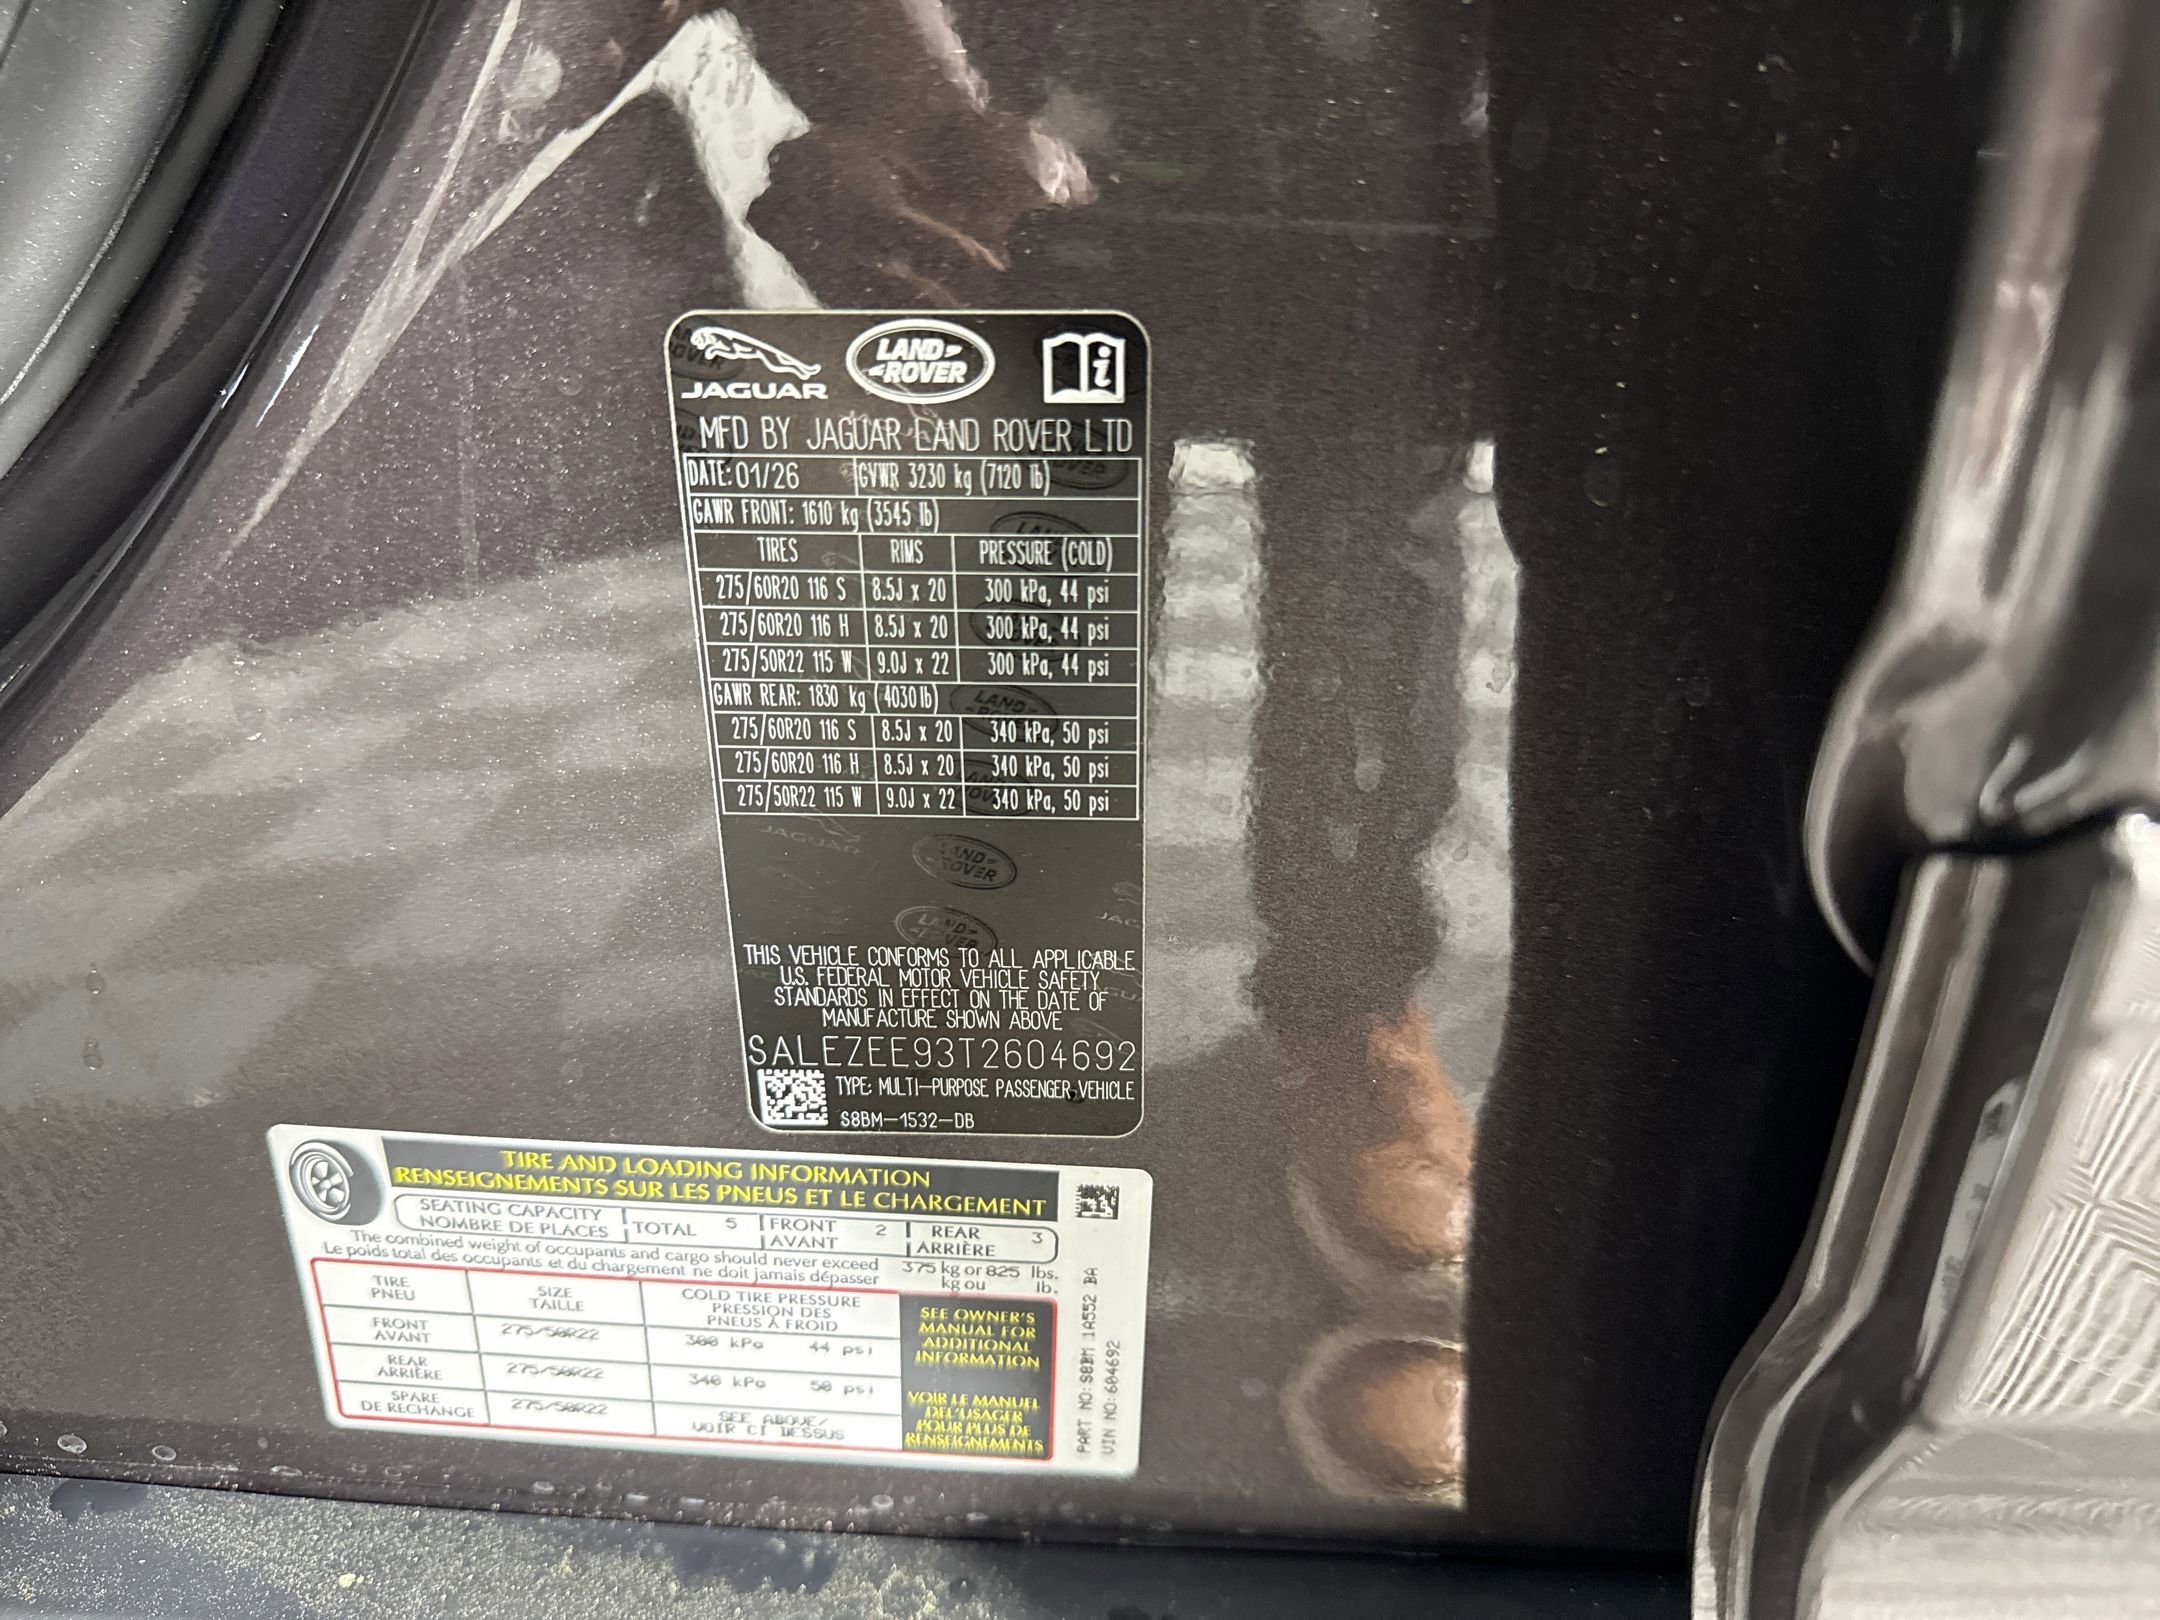 JAGUAR
LAND ROVER
MFD BY JAGUAR LAND ROVER LTD
DATE: 01/26 GVWR 3230 kg (7120 lb)
GAWR FRONT: 1610 kg (3545 lb)
TIRES RIMS PRESSURE (COLD)
275/60R20 116 S 8.5J x 20 300 kPa, 44 psi
275/60R20 116 H 8.5J x 20 300 kPa, 44 psi
275/50R22 115 W 9.0J x 22 300 kPa, 44 psi
GAWR REAR: 1830 kg (4030 lb)
275/60R20 116 S 8.5J x 20 340 kPa, 50 psi
275/60R20 116 H 8.5J x 20 340 kPa, 50 psi
275/50R22 115 W 9.0J x 22 340 kPa, 50 psi
JAGUAR
LAND ROVER
LAND ROVER
THIS VEHICLE CONFORMS TO ALL APPLICABLE
U.S. FEDERAL MOTOR VEHICLE SAFETY
STANDARDS IN EFFECT ON THE DATE OF
MANUFACTURE SHOWN ABOVE
SALEZEE93T2604692
TYPE: MULTI-PURPOSE PASSENGER VEHICLE
S8BM-1532-DB
TIRE AND LOADING INFORMATION
RENSEIGNEMENTS SUR LES PNEUS ET LE CHARGEMENT
SEATING CAPACITY
NOMBRE DE PLACES
TOTAL 5
FRONT
AVANT 2
REAR
ARRIÈRE 3
The combined weight of occupants and cargo should never exceed 375 kg or 825 lbs.
Le poids total des occupants et du chargement ne doit jamais dépasser kg ou lb.
TIRE
PNEU
SIZE
TAILLE
COLD TIRE PRESSURE
PRESSION DES
PNEUS À FROID
FRONT
AVANT
275/50R22
300 kPa 44 psi
REAR
ARRIÈRE
275/50R22
340 kPa 50 psi
SPARE
DE RECHANGE
275/50R22
SEE ABOVE/
VOIR CI DESSUS
SEE OWNER'S
MANUAL FOR
ADDITIONAL
INFORMATION
VOIR LE MANUEL
DE L'USAGER
POUR PLUS DE
RENSEIGNEMENTS
PART NO: S8BM 1A552 BA
VIN NO: 604692